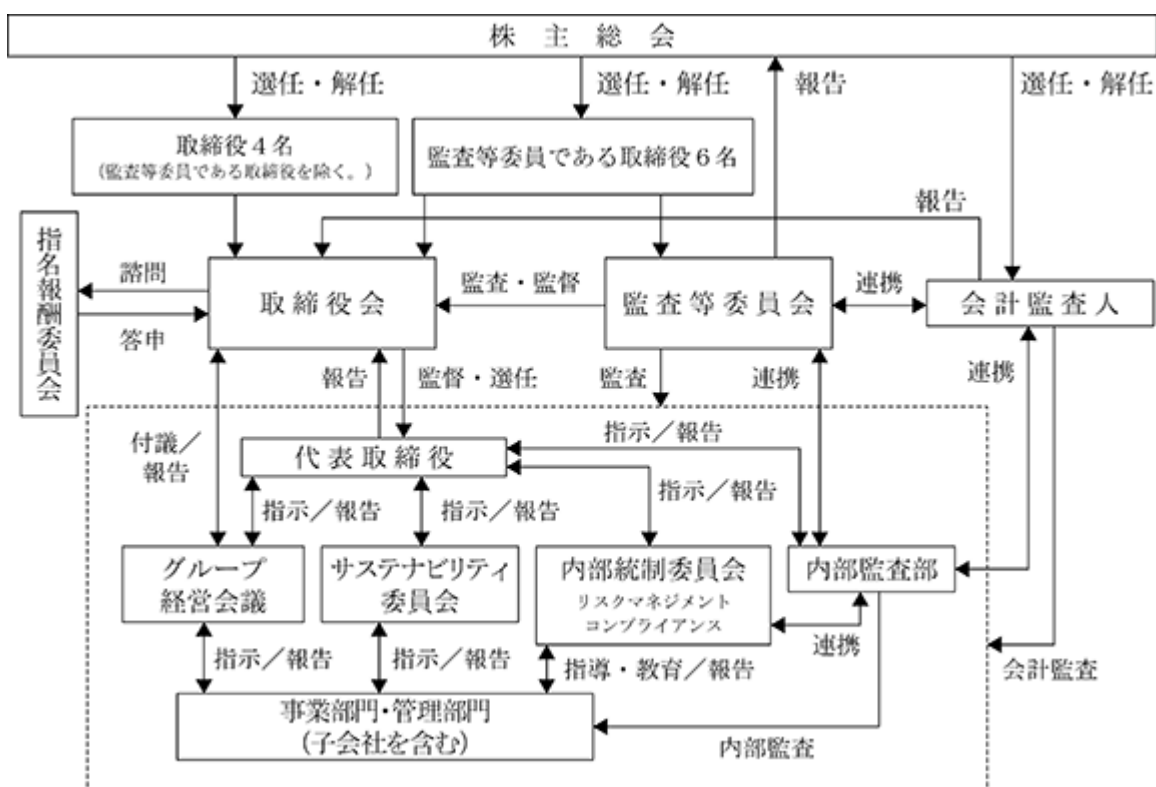 株主総会
選任・解任
選任・解任
報告
選任・解任
取締役4名
(監査等委員である取締役を除く。)
監査等委員である取締役6名
報告
指名報酬委員会
諮問
答申
取締役会
監査・監督
監査等委員会
連携
会計監査人
報告
監督・選任
監査
連携
連携
付議/
報告
代表取締役
指示/報告
指示/報告
指示/報告
指示/報告
グループ
経営会議
サステナビリティ
委員会
内部統制委員会
リスクマネジメント
コンプライアンス
内部監査部
連携
指示/報告
指示/報告
指導・教育/報告
会計監査
事業部門・管理部門
(子会社を含む)
内部監査